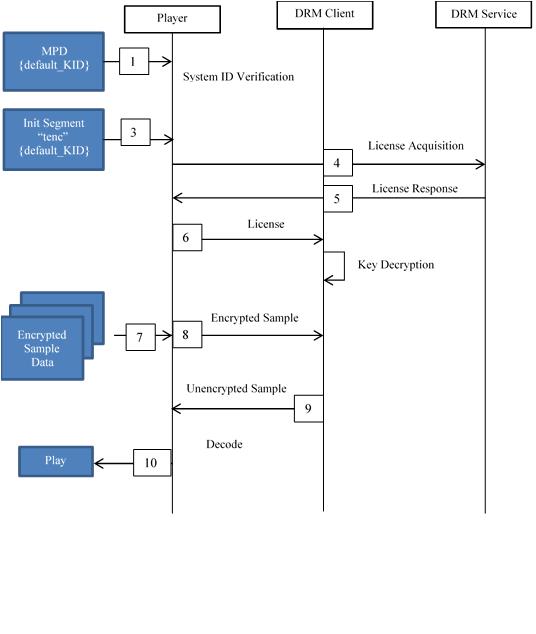 Player
DRM Client
DRM Service
MPD
{default_KID}
1
System ID Verification
Init Segment
“tenc”
{default_KID}
3
4
License Acquisition
5
License Response
6
License
Key Decryption
Encrypted
Sample
Data
7
8
Encrypted Sample
Unencrypted Sample
9
Decode
Play
10